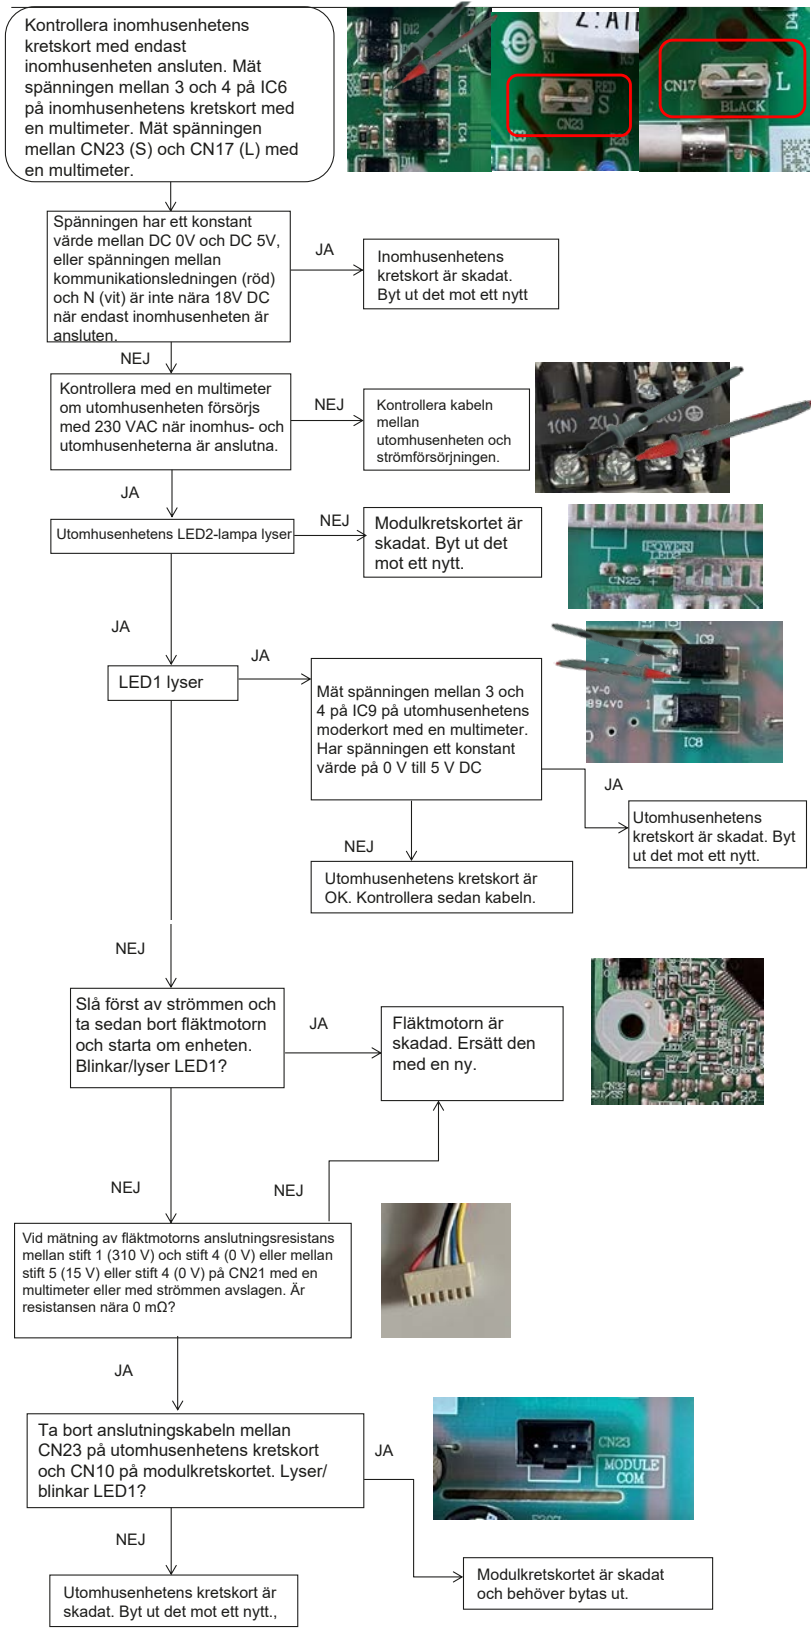 Kontrollera inomhusenhetens
kretskort med endast
inomhusenheten ansluten. Mät
spänningen mellan 3 och 4 på IC6
på inomhusenhetens kretskort med
en multimeter. Mät spänningen
mellan CN23 (S) och CN17 (L) med
en multimeter.
D12
IC6
IC4
1
D11
K1
R5
RED
S
CN23
R26
1
CN17
L
BLACK
Spänningen har ett konstant
värde mellan DC 0V och DC 5V,
eller spänningen mellan
kommunikationsledningen (röd)
och N (vit) är inte nära 18V DC
när endast inomhusenheten är
ansluten.
JA
Inomhusenhetens
kretskort är skadat.
Byt ut det mot ett nytt
NEJ
Kontrollera med en multimeter
om utomhusenheten försörjs
med 230 VAC när inomhus- och
utomhusenheterna är anslutna.
NEJ
Kontrollera kabeln
mellan
utomhusenheten och
strömförsörjningen.
1(N)
2(L)
JA
Utomhusenhetens LED2-lampa lyser
NEJ
Modulkretskortet är
skadat. Byt ut det
mot ett nytt.
POWER
LED2
CN25 +
JA
LED1 lyser
JA
Mät spänningen mellan 3 och
4 på IC9 på utomhusenhetens
moderkort med en multimeter.
Har spänningen ett konstant
värde på 0 V till 5 V DC
IC9
1
1
IC8
JA
Utomhusenhetens
kretskort är skadat. Byt
ut det mot ett nytt.
NEJ
Utomhusenhetens kretskort är
OK. Kontrollera sedan kabeln.
NEJ
Slå först av strömmen och
ta sedan bort fläktmotorn
och starta om enheten.
Blinkar/lyser LED1?
JA
Fläktmotorn är
skadad. Ersätt den
med en ny.
NEJ
NEJ
Vid mätning av fläktmotorns anslutningsresistans
mellan stift 1 (310 V) och stift 4 (0 V) eller mellan
stift 5 (15 V) eller stift 4 (0 V) på CN21 med en
multimeter eller med strömmen avslagen. Är
resistansen nära 0 mΩ?
JA
Ta bort anslutningskabeln mellan
CN23 på utomhusenhetens kretskort
och CN10 på modulkretskortet. Lyser/
blinkar LED1?
JA
CN23
MODULE
COM
NEJ
Modulkretskortet är skadat
och behöver bytas ut.
Utomhusenhetens kretskort är
skadat. Byt ut det mot ett nytt.,